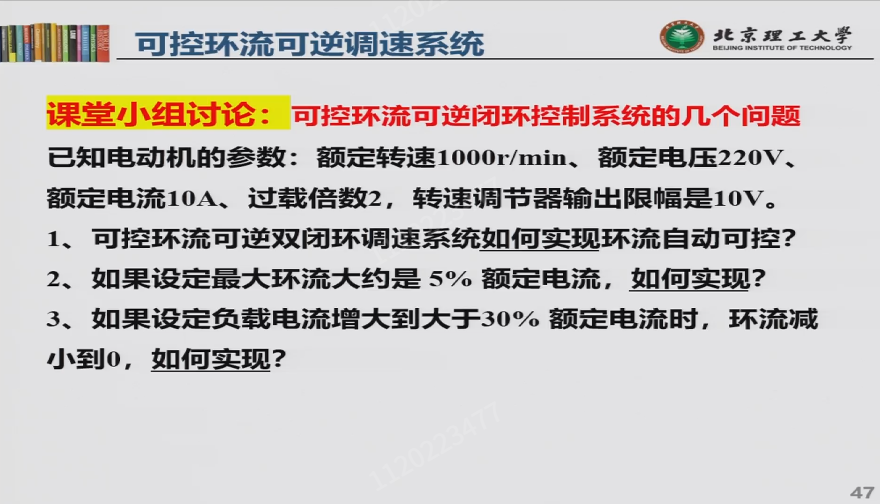 可控环流可逆调速系统
北京理工大學
BEIJING INSTITUTE OF TECHNOLOGY
课堂小组讨论：可控环流可逆闭环控制系统的几个问题
已知电动机的参数：额定转速1000r/min、额定电压220V、
额定电流10A、过载倍数2，转速调节器输出限幅是10V。
1、可控环流可逆双闭环调速系统如何实现环流自动可控？
2、如果设定最大环流大约是 5% 额定电流，如何实现？
3、如果设定负载电流增大到大于30% 额定电流时，环流减
小到0，如何实现？
1120223477
47